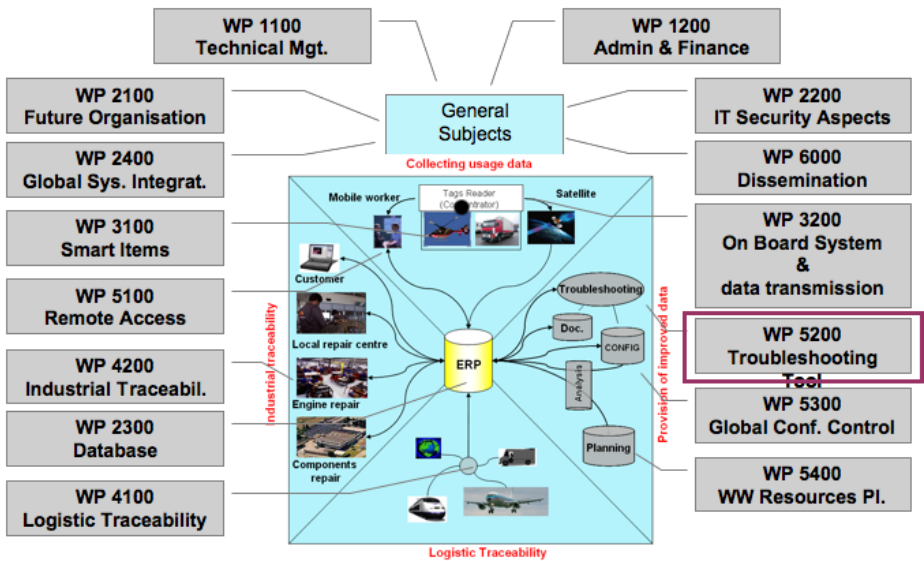 WP 1100
Technical Mgt.
WP 1200
Admin & Finance
WP 2100
Future Organisation
General
Subjects
WP 2200
IT Security Aspects
WP 2400
Global Sys. Integrat.
Collecting usage data
WP 6000
Dissemination
Mobile worker
Tags Reader
Satellite
WP 3100
Smart Items
WP 3200
On Board System
&
data transmission
Customer
Troubleshooting
WP 5100
Remote Access
Industrial traceability
Local repair centre
Doc.
CONFIG
Provision of improved data
WP 5200
Troubleshooting
Tool
ERP
WP 4200
Industrial Traceabil.
Engine repair
Analysis
WP 5300
Global Conf. Control
WP 2300
Database
Components
repair
Planning
WP 5400
WW Resources Pl.
WP 4100
Logistic Traceability
Logistic Traceability